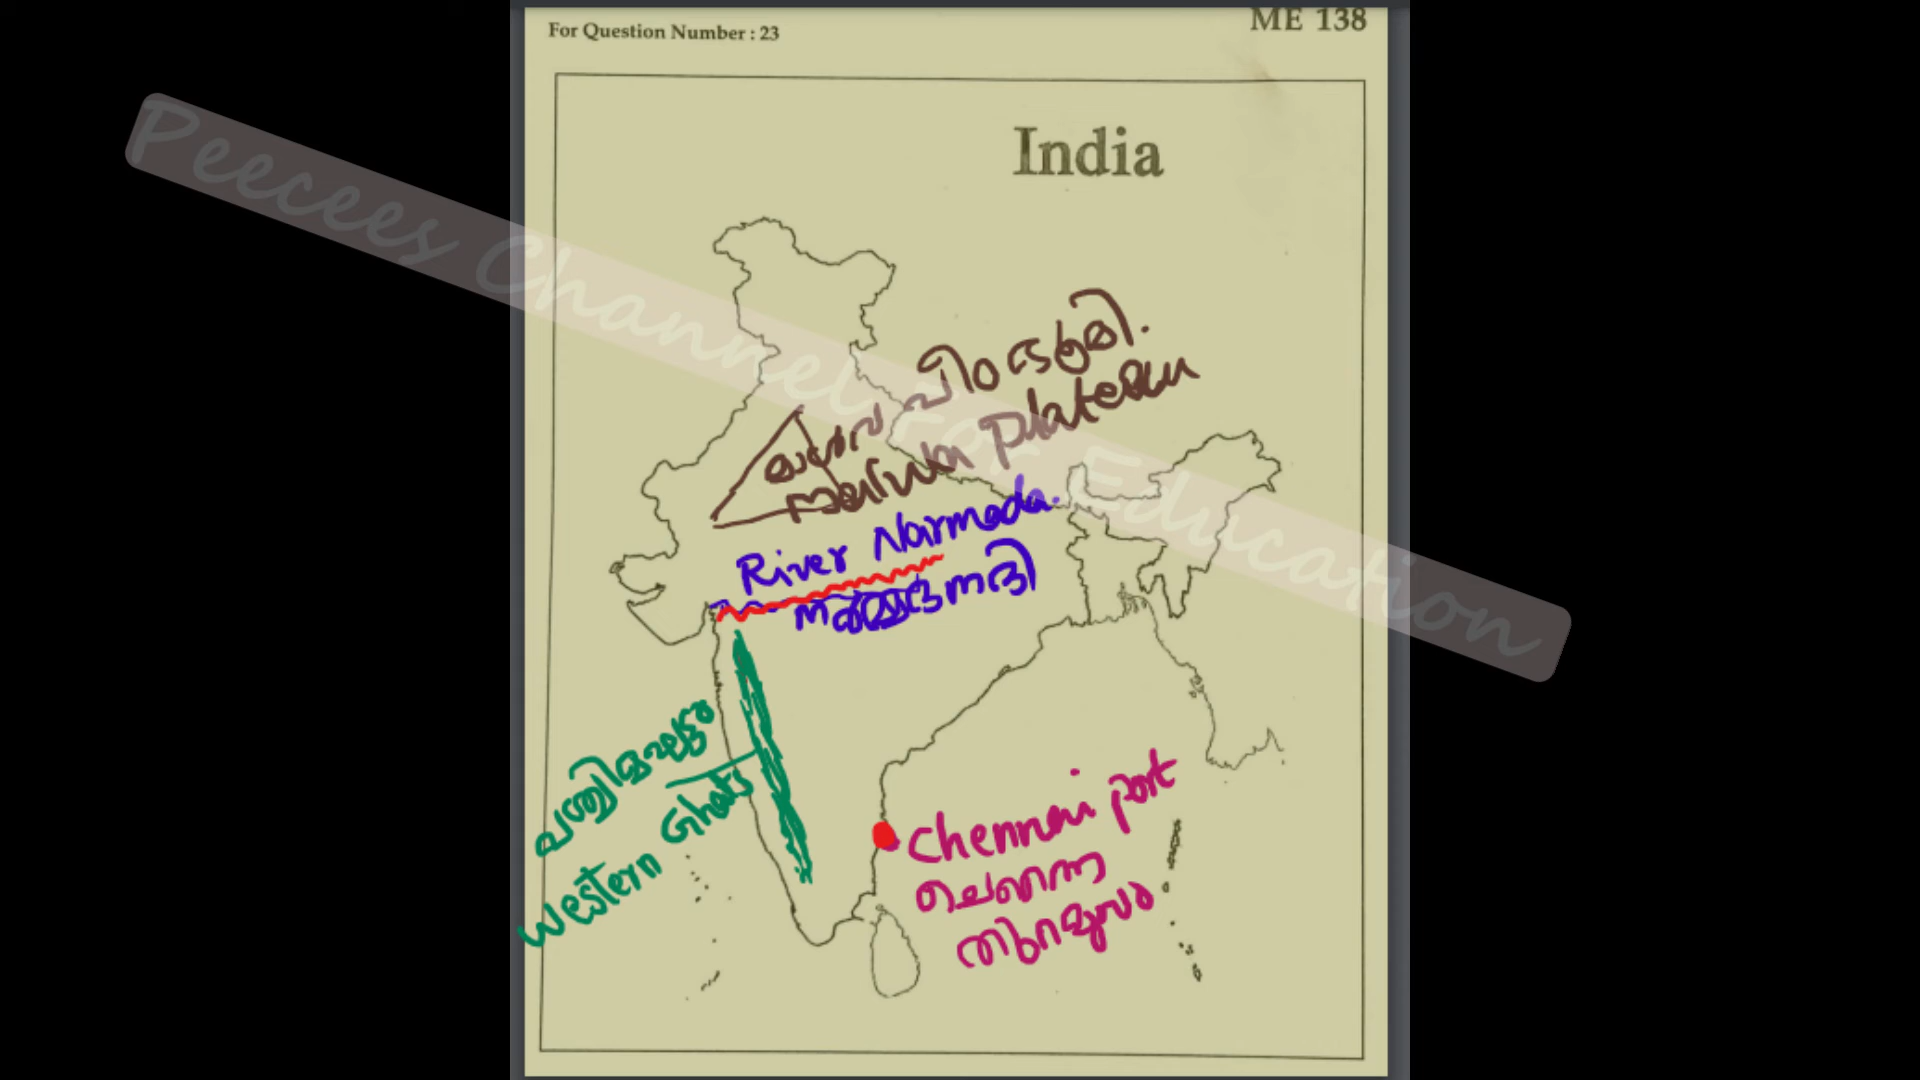 For Question Number : 23
ME 138
India
Peecees Channel For Education
മാൾവ പീഠഭൂമി.
Malwa Plateau
River Narmada.
നർമ്മദ നദി
പശ്ചിമഘട്ടം
Western Ghats
Chennai port
ചെന്നൈ
തുറമുഖം